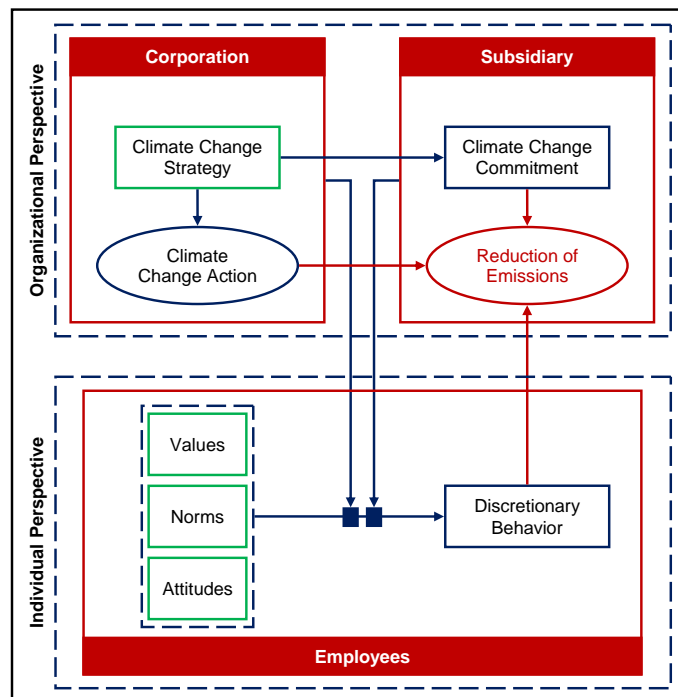 Organizational Perspective
Corporation
Subsidiary
Climate Change
Strategy
Climate Change
Commitment
Climate
Change Action
Reduction of
Emissions
Individual Perspective
Values
Norms
Attitudes
Discretionary
Behavior
Employees